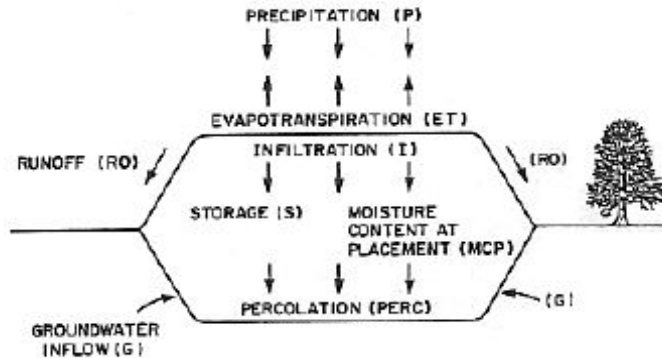 PRECIPITATION (P)
EVAPOTRANSPIRATION (ET)
INFILTRATION (I)
RUNOFF (RO)
(RO)
STORAGE (S)
MOISTURE
CONTENT AT
PLACEMENT (MCP)
PERCOLATION (PERC)
(G)
GROUNDWATER
INFLOW (G)